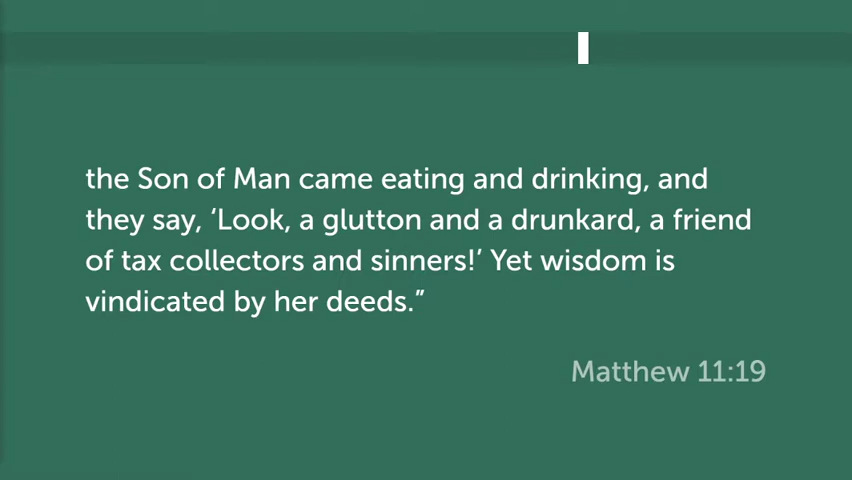 the Son of Man came eating and drinking, and
they say, ‘Look, a glutton and a drunkard, a friend
of tax collectors and sinners!’ Yet wisdom is
vindicated by her deeds.”
Matthew 11:19